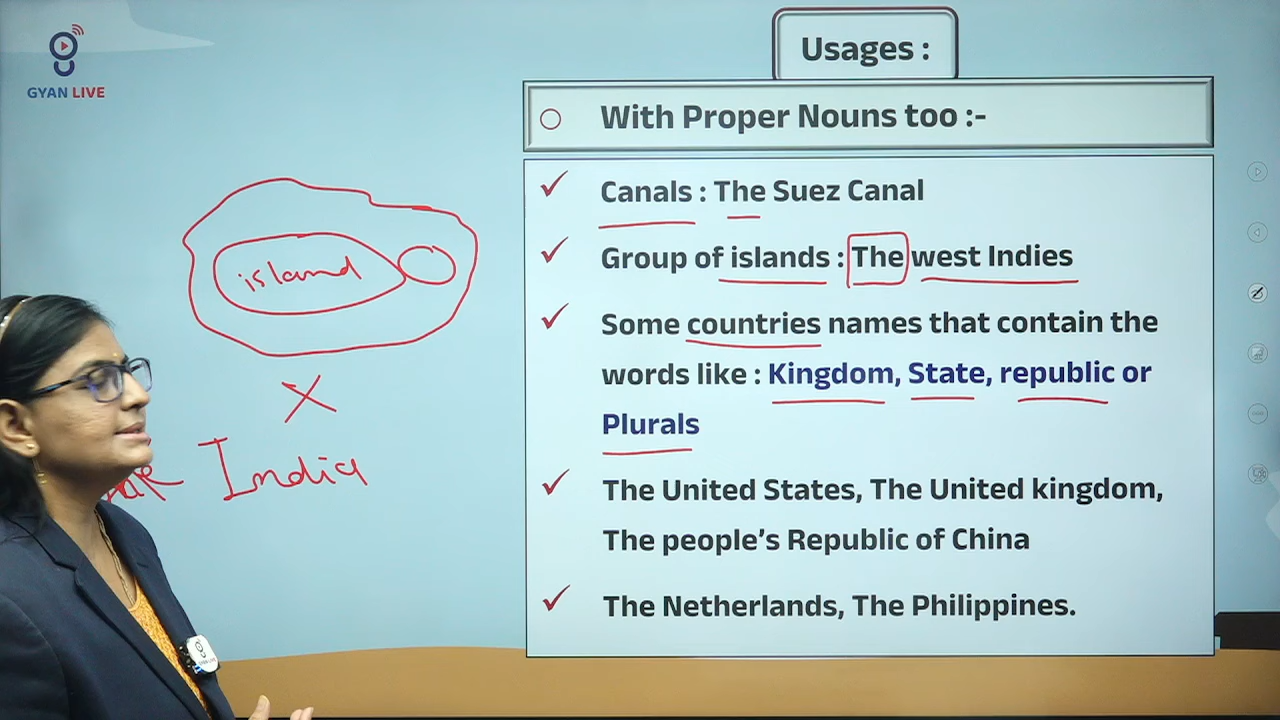 GYAN LIVE
Usages :
With Proper Nouns too :-
Canals : The Suez Canal
Group of islands : The west Indies
Some countries names that contain the
words like : Kingdom, State, republic or
Plurals
The United States, The United kingdom,
The people's Republic of China
The Netherlands, The Philippines.
island
India
GYAN LIVE